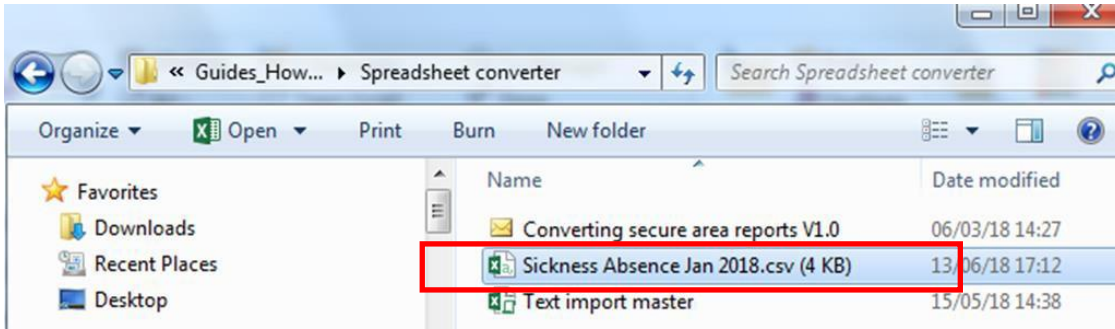 « Guides_How... Spreadsheet converter Search Spreadsheet converter
Organize Open Print Burn New folder
Name Date modified
Favorites
Downloads
Recent Places
Desktop
Converting secure area reports V1.0 06/03/18 14:27
Sickness Absence Jan 2018.csv (4 KB) 13/06/18 17:12
Text import master 15/05/18 14:38